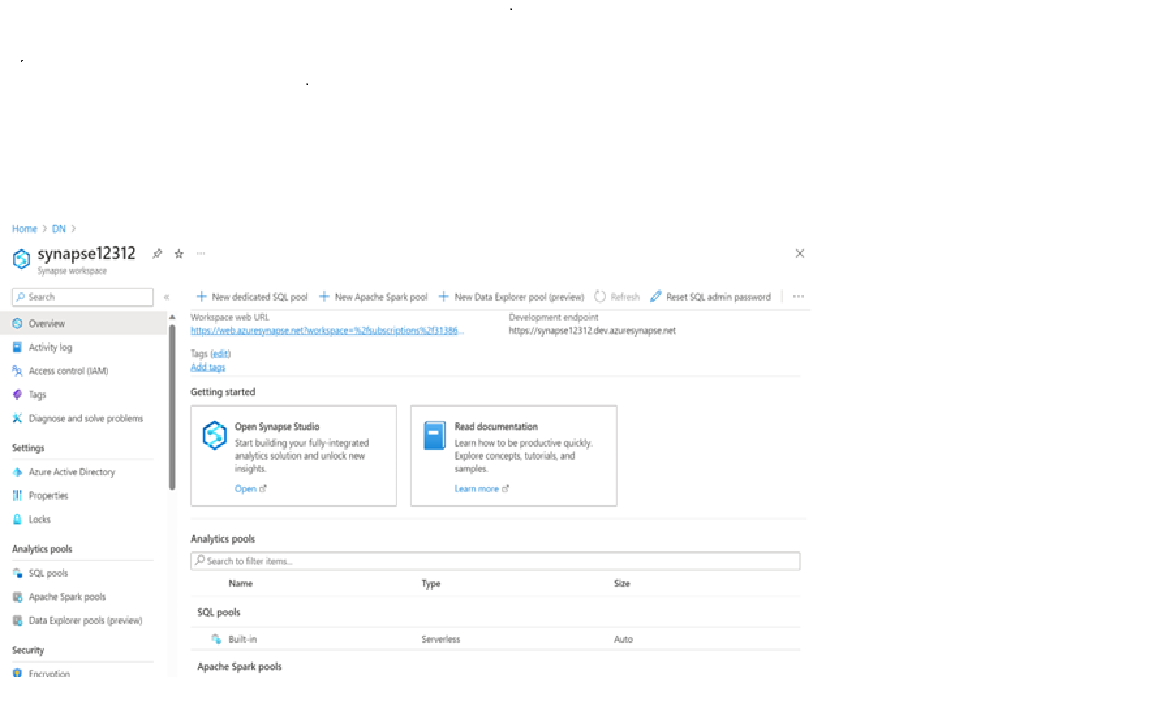 Home > DN >
synapse12312
Synapse workspace
Search
«
Overview
Activity log
Access control (IAM)
Tags
Diagnose and solve problems
Settings
Azure Active Directory
Properties
Locks
Analytics pools
SQL pools
Apache Spark pools
Data Explorer pools (preview)
Security
Encryption
+ New dedicated SQL pool + New Apache Spark pool + New Data Explorer pool (preview) Refresh Reset SQL admin password ...
Workspace web URL
https://web.azuresynapse.net?workspace=%2fsubscriptions%2f31386...
Development endpoint
https://synapse12312.dev.azuresynapse.net
Tags (edit)
Add tags
Getting started
Open Synapse Studio
Start building your fully-integrated
analytics solution and unlock new
insights.
Open
Read documentation
Learn how to be productive quickly.
Explore concepts, tutorials, and
samples.
Learn more
Analytics pools
Search to filter items...
Name Type Size
SQL pools
Built-in Serverless Auto
Apache Spark pools